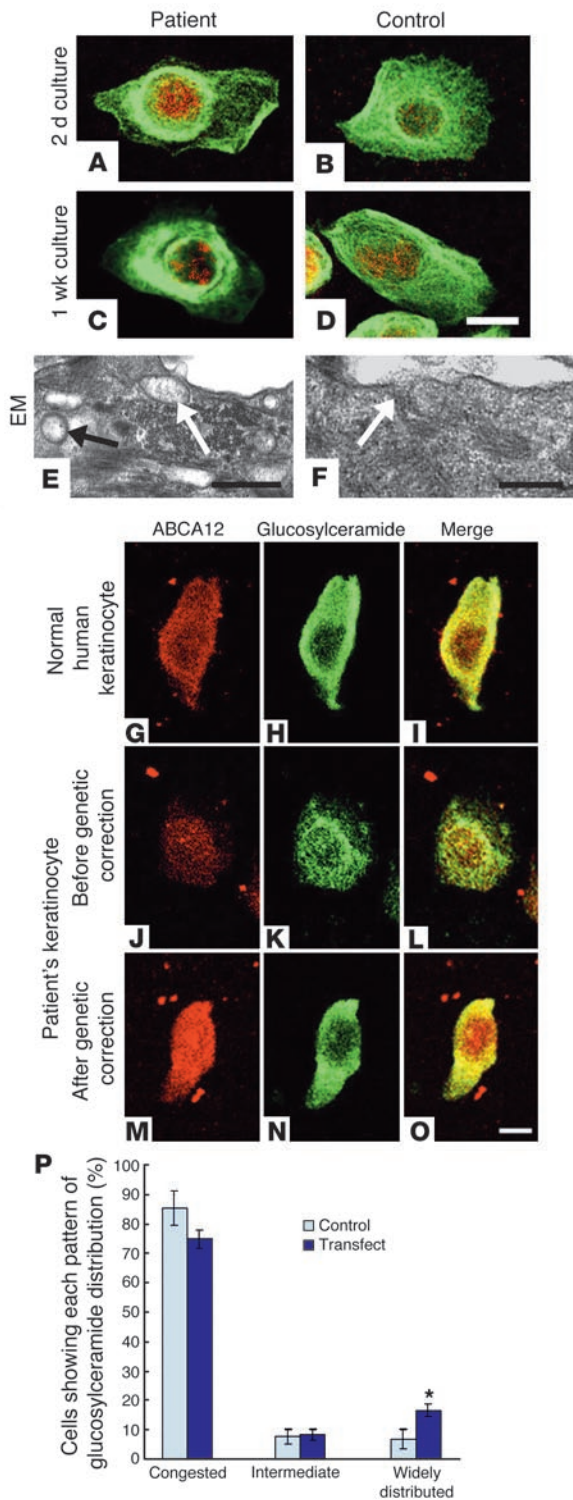 Patient Control
2 d culture
A B
1 wk culture
C D
EM
E F
ABCA12 Glucosylceramide Merge
Normal
human
keratinocyte
G H I
Patient's keratinocyte
Before genetic
correction
J K L
After genetic
correction
M N O
P
Cells showing each pattern of
glucosylceramide distribution (%)
100
90
80
70
60
50
40
30
20
10
0
Control
Transfect
*
Congested Intermediate Widely
distributed